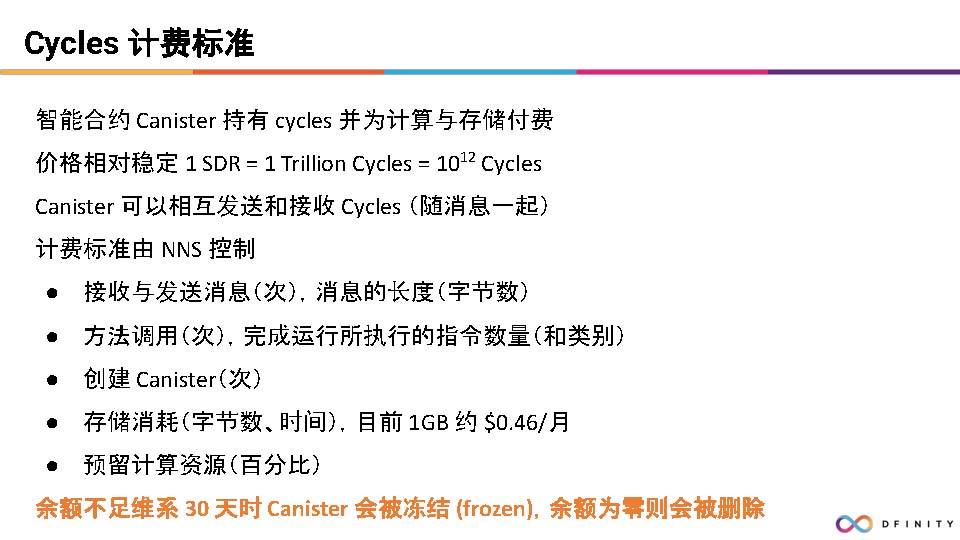 Cycles 计费标准
智能合约 Canister 持有 cycles 并为计算与存储付费
价格相对稳定 1 SDR = 1 Trillion Cycles = 10¹² Cycles
Canister 可以相互发送和接收 Cycles（随消息一起）
计费标准由 NNS 控制
● 接收与发送消息（次），消息的长度（字节数）
● 方法调用（次），完成运行所执行的指令数量（和类别）
● 创建 Canister（次）
● 存储消耗（字节数、时间），目前 1GB 约 $0.46/月
● 预留计算资源（百分比）
余额不足维系 30 天时 Canister 会被冻结 (frozen)，余额为零则会被删除
DFINITY